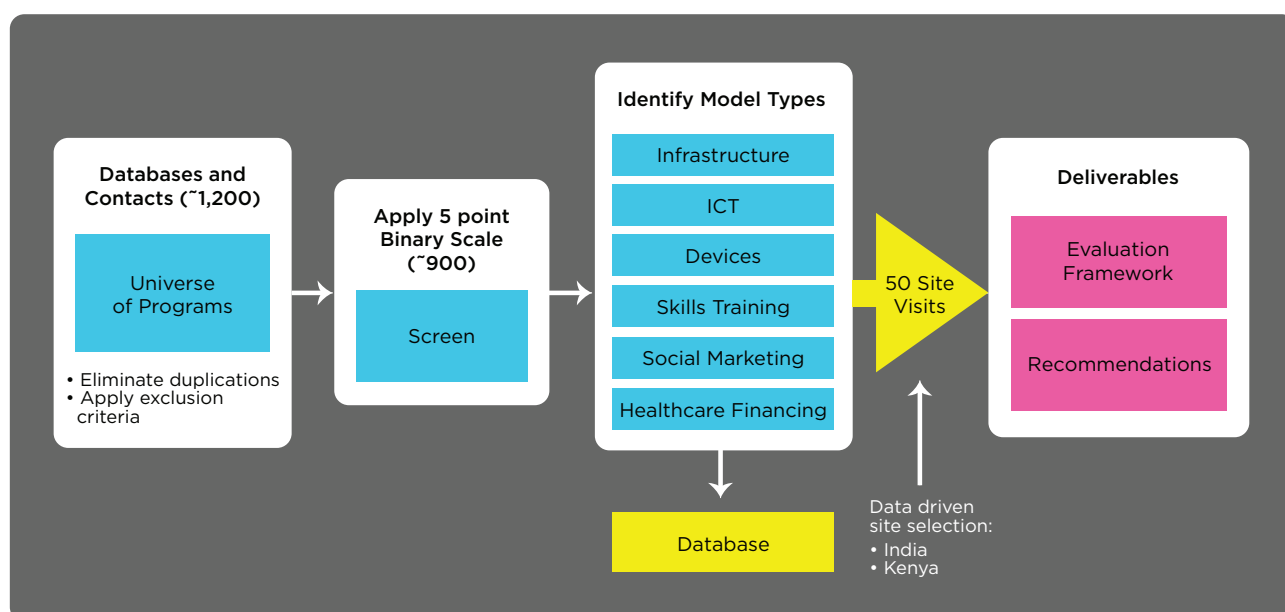 Databases and
Contacts (~1,200)
Universe
of Programs
• Eliminate duplications
• Apply exclusion
criteria
Apply 5 point
Binary Scale
(~900)
Screen
Identify Model Types
Infrastructure
ICT
Devices
Skills Training
Social Marketing
Healthcare Financing
Database
50 Site
Visits
Data driven
site selection:
• India
• Kenya
Deliverables
Evaluation
Framework
Recommendations